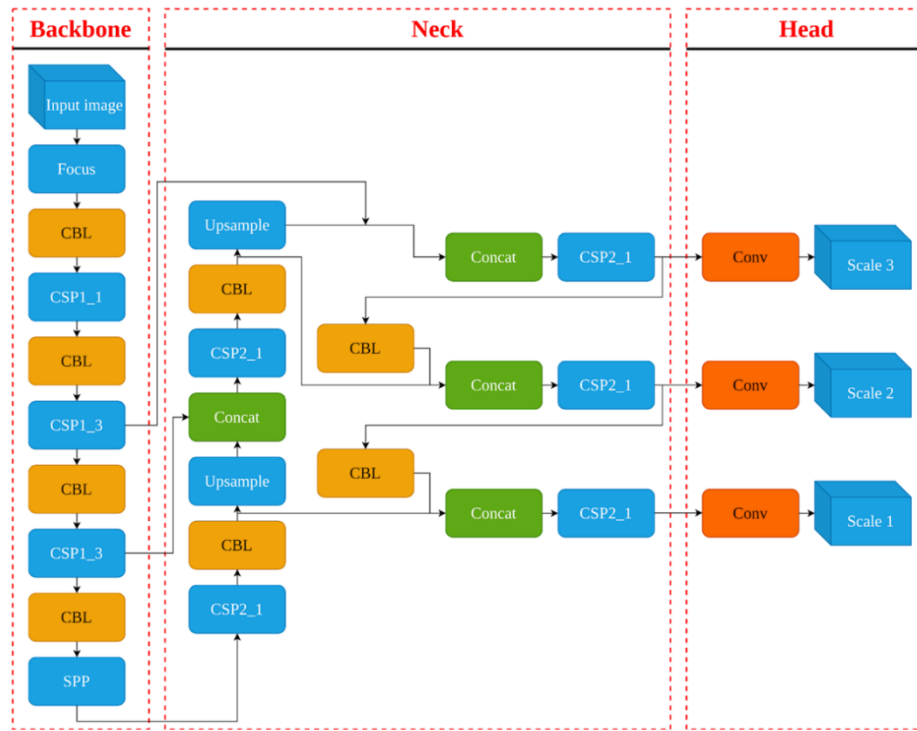 Backbone
Neck
Head
Input image
Focus
CBL
CSP1_1
CBL
CSP1_3
CBL
CSP1_3
CBL
SPP
Upsample
CBL
CSP2_1
Concat
Upsample
CBL
CSP2_1
Concat
CSP2_1
CBL
Concat
CSP2_1
CBL
Concat
CSP2_1
Conv
Scale 3
Conv
Scale 2
Conv
Scale 1